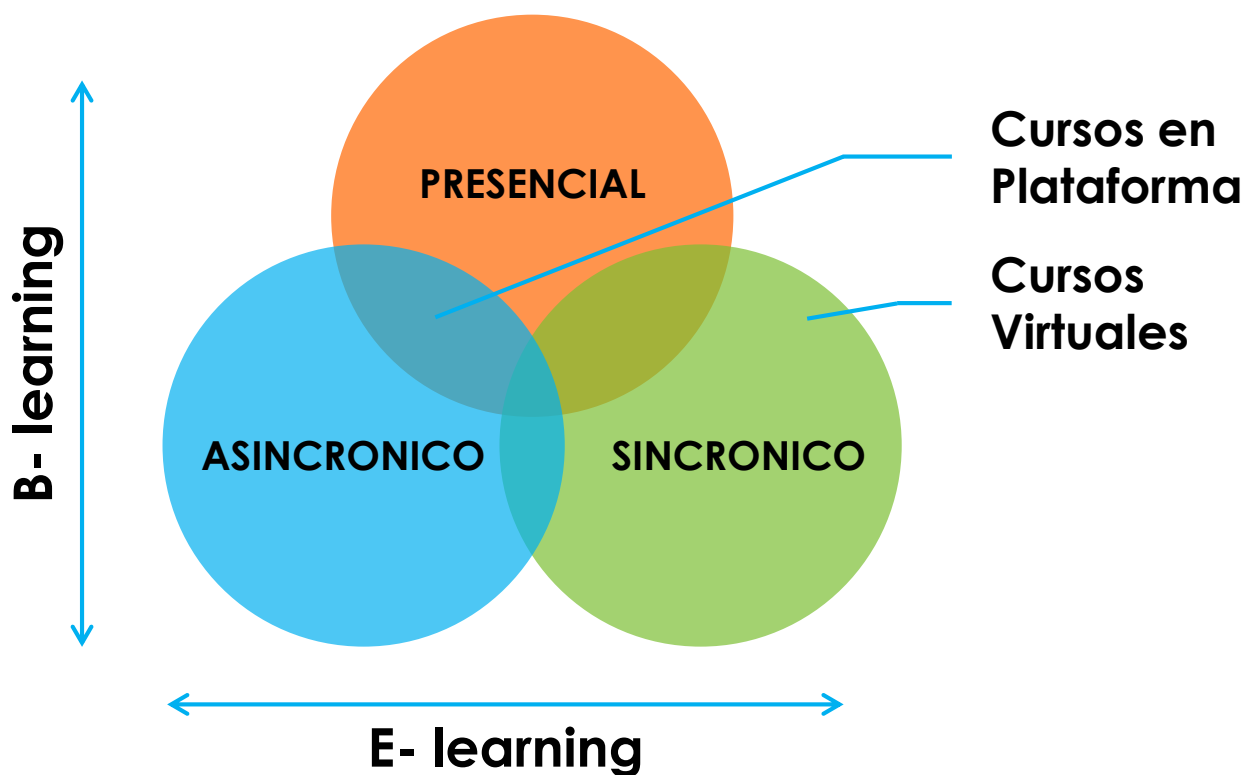 Cursos en
Plataforma
PRESENCIAL
Cursos
Virtuales
B- learning
ASINCRONICO
SINCRONICO
E- learning